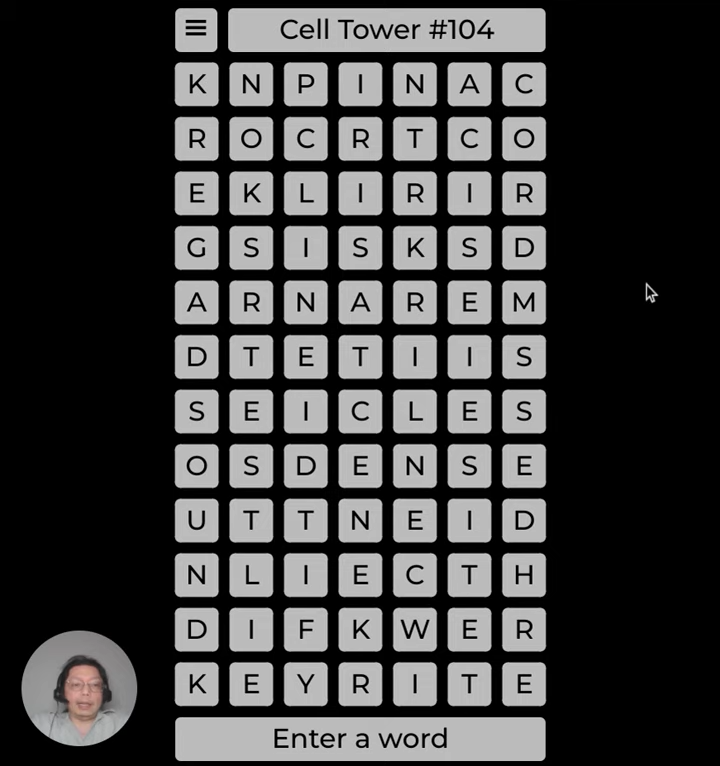 Cell Tower #104
K N P I N A C
R O C R T C O
E K L I R I R
G S I S K S D
A R N A R E M
D T E T I I S
S E I C L E S
O S D E N S E
U T T N E I D
N L I E C T H
D I F K W E R
K E Y R I T E
Enter a word